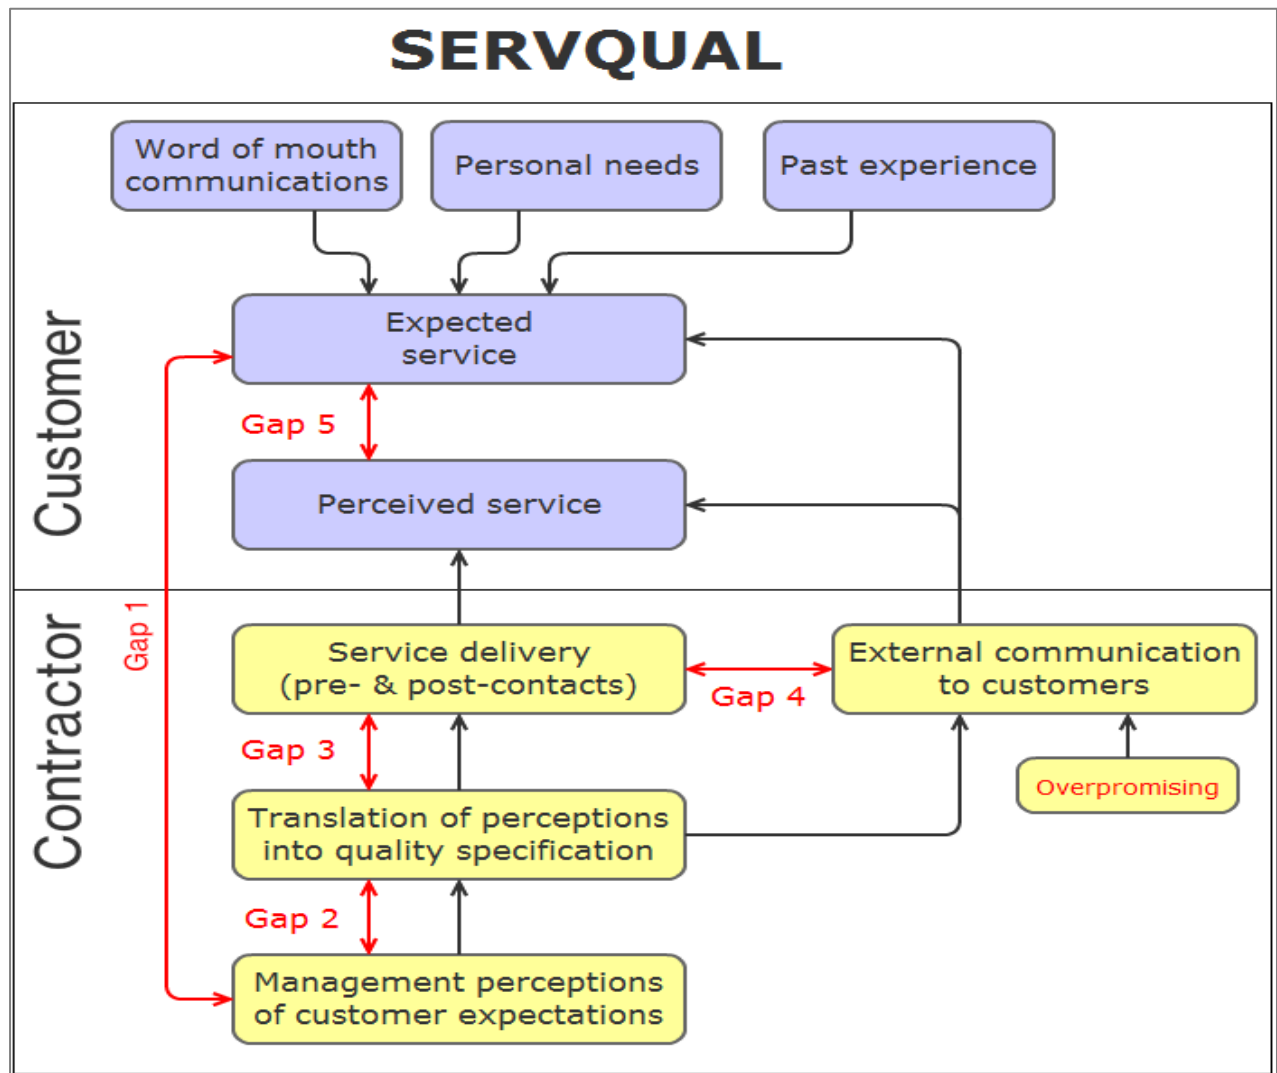 SERVQUAL
Word of mouth
communications
Personal needs
Past experience
Customer
Expected
service
Gap 5
Perceived service
Contractor
Gap 1
Service delivery
(pre- & post-contacts)
Gap 4
External communication
to customers
Gap 3
Overpromising
Translation of perceptions
into quality specification
Gap 2
Management perceptions
of customer expectations